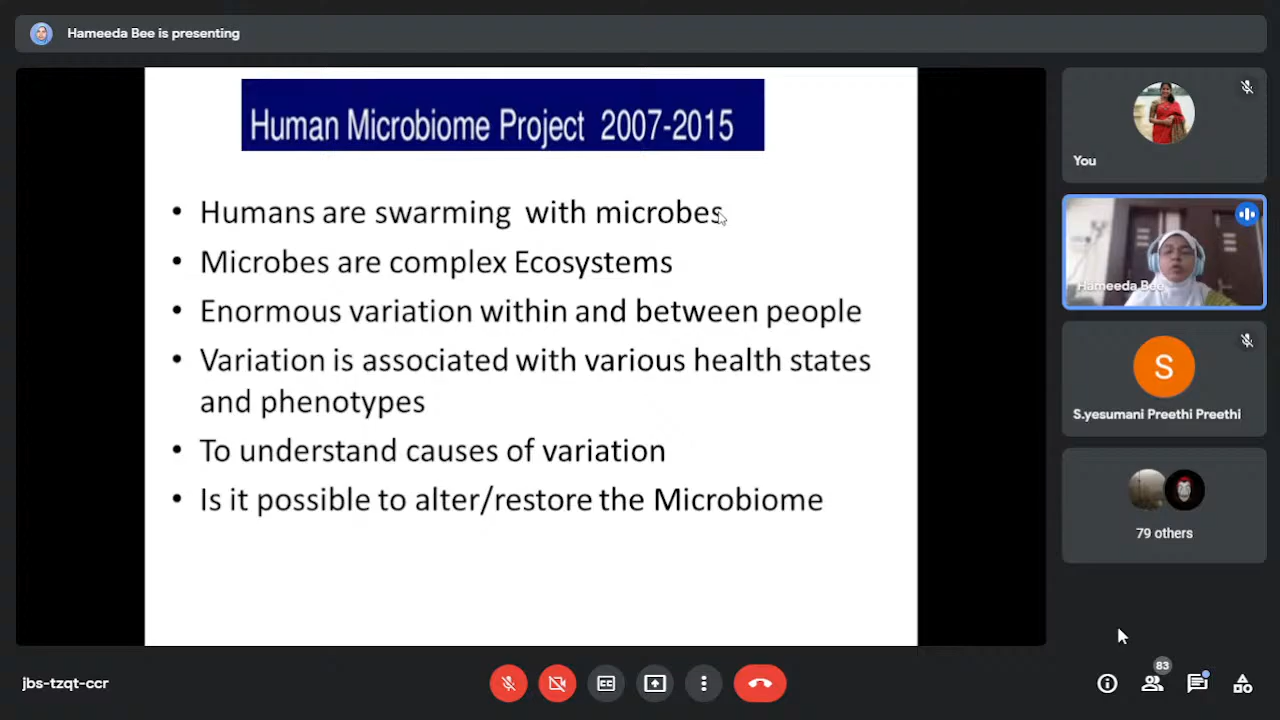 Hameeda Bee is presenting
Human Microbiome Project 2007-2015
• Humans are swarming with microbes
• Microbes are complex Ecosystems
• Enormous variation within and between people
• Variation is associated with various health states
and phenotypes
• To understand causes of variation
• Is it possible to alter/restore the Microbiome
You
Hameeda Bee
S
S.yesumani Preethi Preethi
79 others
jbs-tzqt-ccr
CC
83